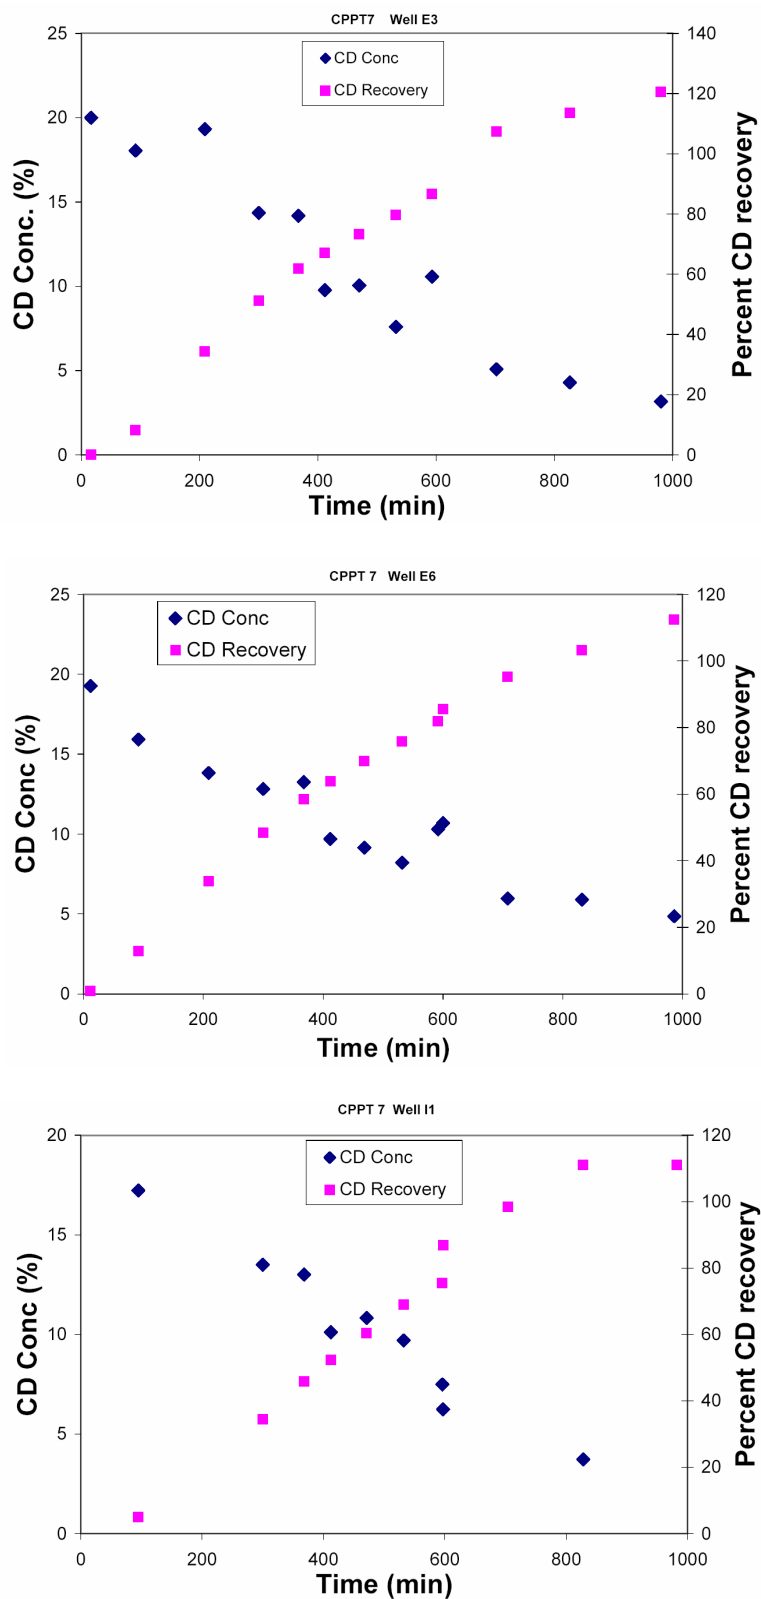 CPPT7 Well E3
CD Conc
CD Recovery
25
20
15
10
5
0
CD Conc. (%)
140
120
100
80
60
40
20
0
Percent CD recovery
0 200 400 600 800 1000
Time (min)
CPPT 7 Well E6
CD Conc
CD Recovery
25
20
15
10
5
0
CD Conc (%)
120
100
80
60
40
20
0
Percent CD recovery
0 200 400 600 800 1000
Time (min)
CPPT 7 Well I1
CD Conc
CD Recovery
20
15
10
5
0
CD Conc (%)
120
100
80
60
40
20
0
Percent CD recovery
0 200 400 600 800 1000
Time (min)